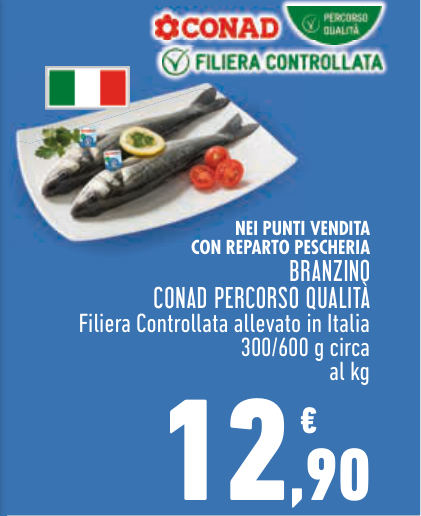 CONAD
PERCORSO
QUALITÀ
FILIERA CONTROLLATA
NEI PUNTI VENDITA
CON REPARTO PESCHERIA
BRANZINO
CONAD PERCORSO QUALITÀ
Filiera Controllata allevato in Italia
300/600 g circa
al kg
12,90 €